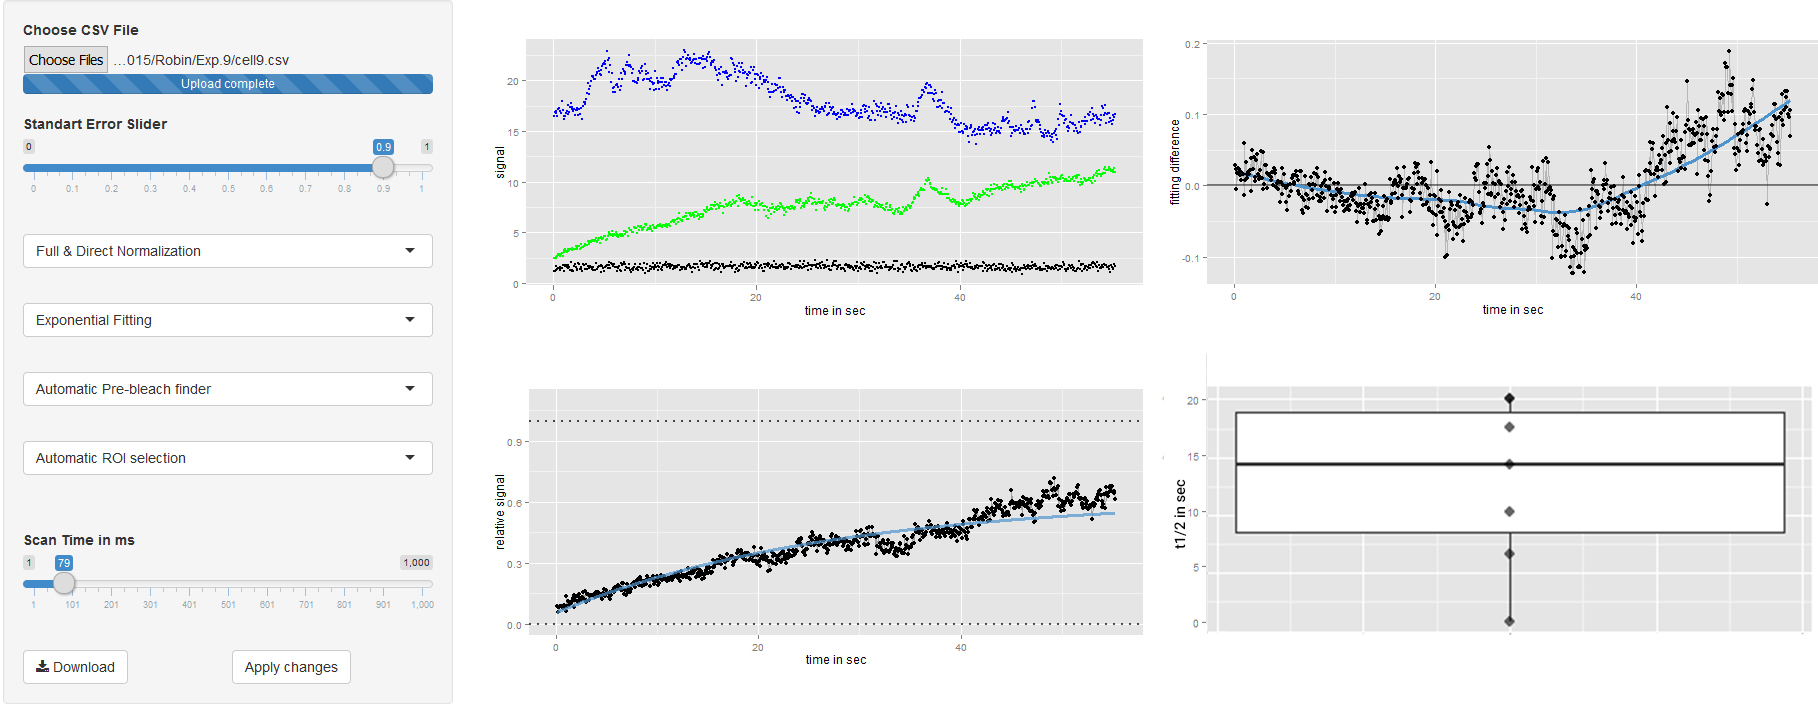 Choose CSV File
Choose Files …015/Robin/Exp.9/cell9.csv
Upload complete
Standart Error Slider
0 0.9 1
0 0.1 0.2 0.3 0.4 0.5 0.6 0.7 0.8 0.9 1
Full & Direct Normalization
Exponential Fitting
Automatic Pre-bleach finder
Automatic ROI selection
Scan Time in ms
1 79 1,000
1 101 201 301 401 501 601 701 801 901 1,000
Download Apply changes
signal
20
15
10
5
0
0 20 40
time in sec
fitting difference
0.2
0.1
0.0
-0.1
0 20 40
time in sec
relative signal
0.9
0.6
0.3
0.0
0 20 40
time in sec
t1/2 in sec
20
15
10
5
0